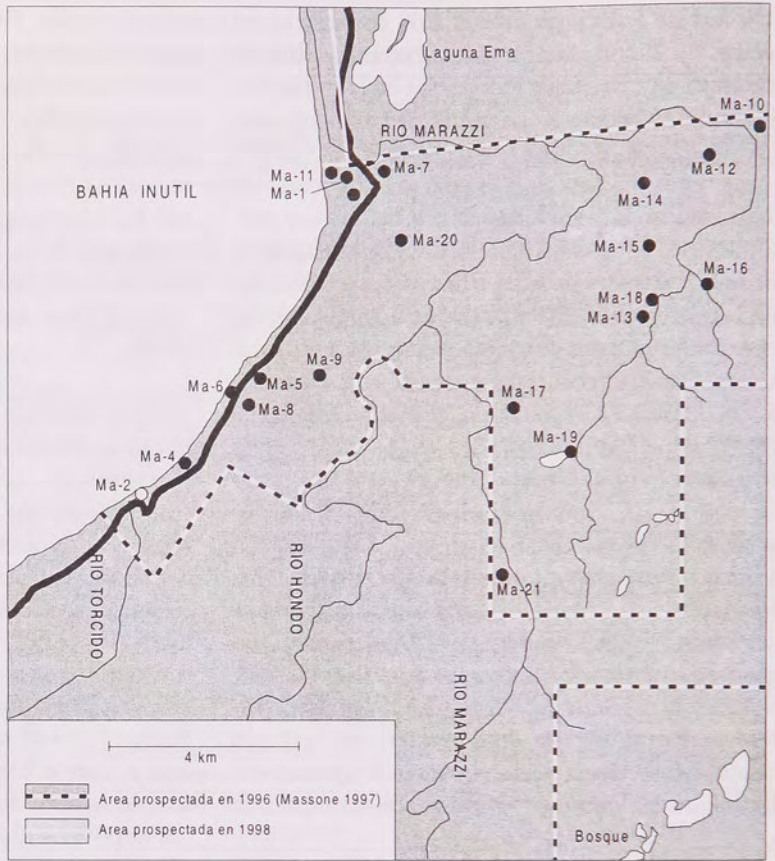 Laguna Ema
Ma-10
RIO MARAZZI
Ma-12
Ma-11
Ma-7
BAHIA INUTIL
Ma-1
Ma-14
Ma-20
Ma-15
Ma-16
Ma-18
Ma-13
Ma-9
Ma-6
Ma-5
Ma-8
Ma-17
Ma-19
Ma-4
Ma-2
RIO TORCIDO
RIO HONDO
Ma-21
RIO MARAZZI
4 km
Area prospectada en 1996 (Massone 1997)
Area prospectada en 1998
Bosque